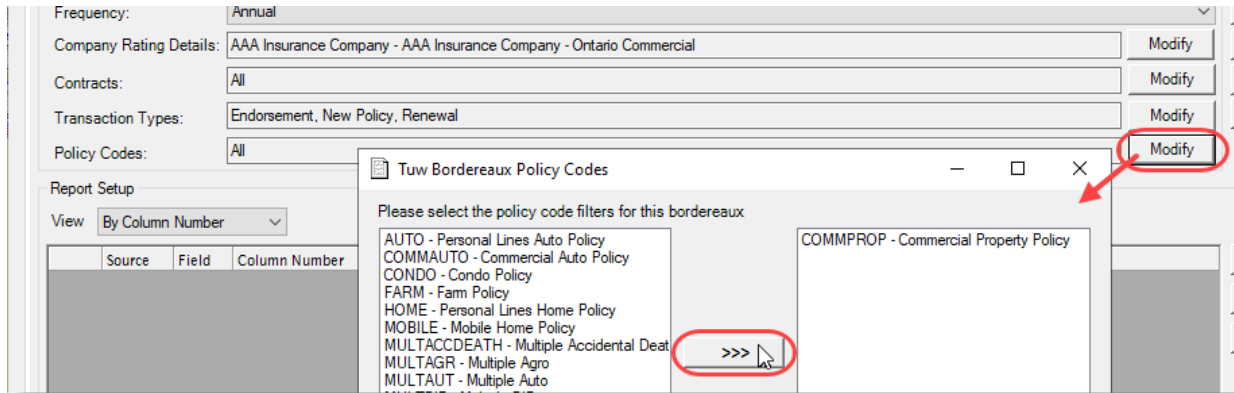 Frequency: Annual
Company Rating Details: AAA Insurance Company - AAA Insurance Company - Ontario Commercial Modify
Contracts: All Modify
Transaction Types: Endorsement, New Policy, Renewal Modify
Policy Codes: All Modify
Tuw Bordereaux Policy Codes
Report Setup
View By Column Number
Source Field Column Number
Please select the policy code filters for this bordereaux
AUTO - Personal Lines Auto Policy
COMMAUTO - Commercial Auto Policy
CONDO - Condo Policy
FARM - Farm Policy
HOME - Personal Lines Home Policy
MOBILE - Mobile Home Policy
MULTACCDEATH - Multiple Accidental Deat
MULTAGR - Multiple Agro
MULTAUT - Multiple Auto
>>>
COMMPROP - Commercial Property Policy